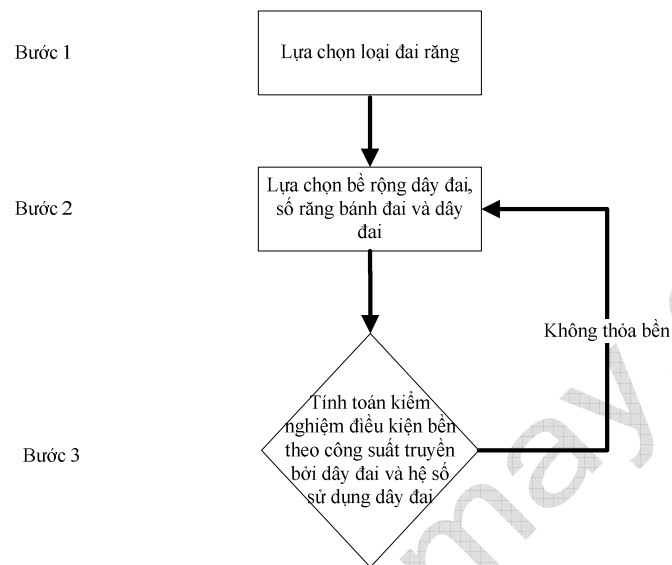 Bước 1
Lựa chọn loại đai răng
Bước 2
Lựa chọn bề rộng dây đai,
số răng bánh đai và dây
đai
Không thỏa bền
Bước 3
Tính toán kiểm
nghiệm điều kiện bền
theo công suất truyền
bởi dây đai và hệ số
sử dụng dây đai
may